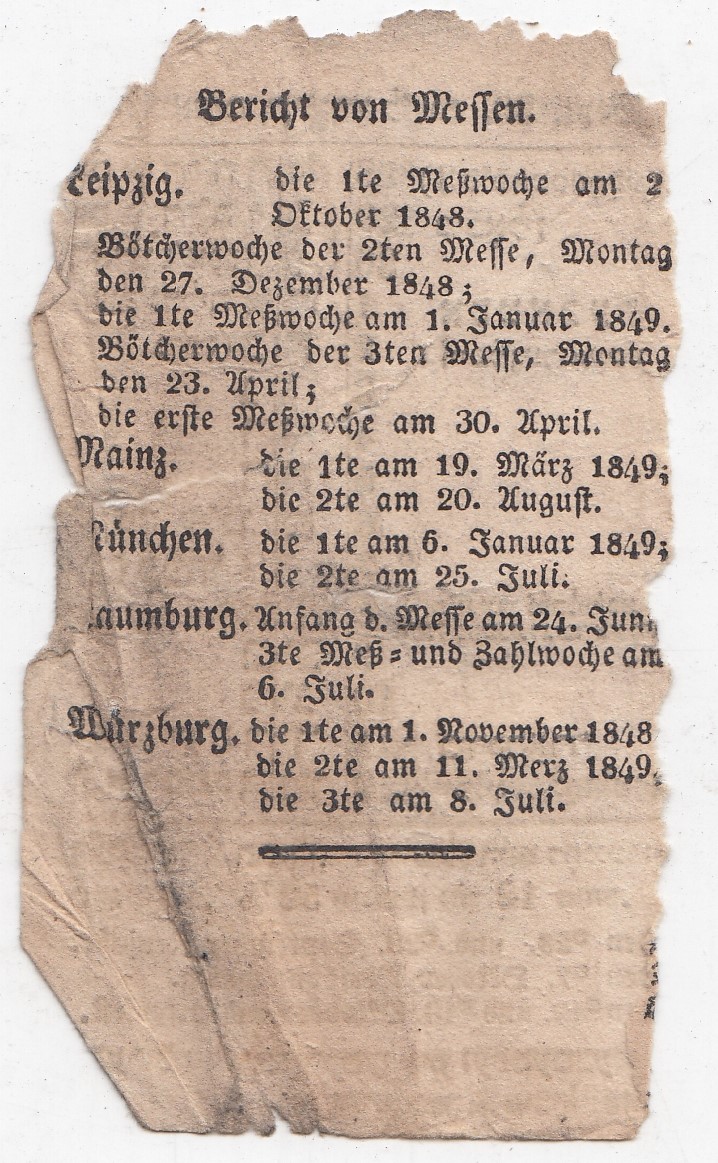 Bericht von Messen.
Leipzig. die 1te Meßwoche am 2
Oktober 1848.
Bötcherwoche der 2ten Messe, Montag
den 27. Dezember 1848;
die 1te Meßwoche am 1. Januar 1849.
Bötcherwoche der 3ten Messe, Montag
den 23. April;
die erste Meßwoche am 30. April.
Mainz. die 1te am 19. März 1849;
die 2te am 20. August.
München. die 1te am 6. Januar 1849;
die 2te am 25. Juli.
aumburg. Anfang d. Messe am 24. Juni
3te Meß= und Zahlwoche am
6. Juli.
Würzburg. die 1te am 1. November 1848
die 2te am 11. Merz 1849.
die 3te am 8. Juli.